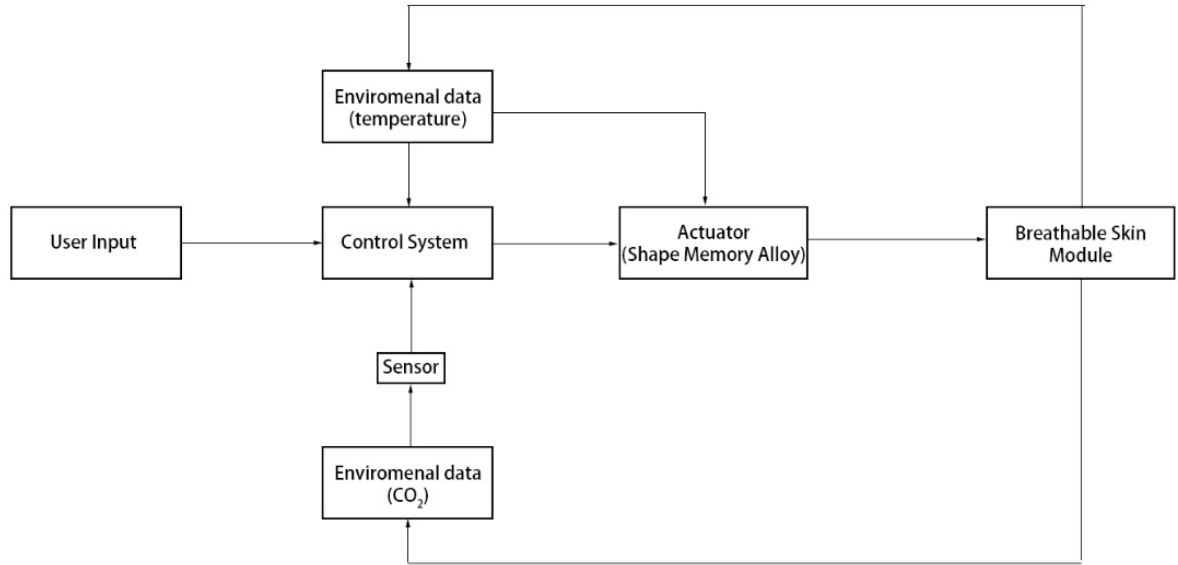 Enviromenal data
(temperature)
User Input
Control System
Actuator
(Shape Memory Alloy)
Breathable Skin
Module
Sensor
Enviromenal data
(CO₂)